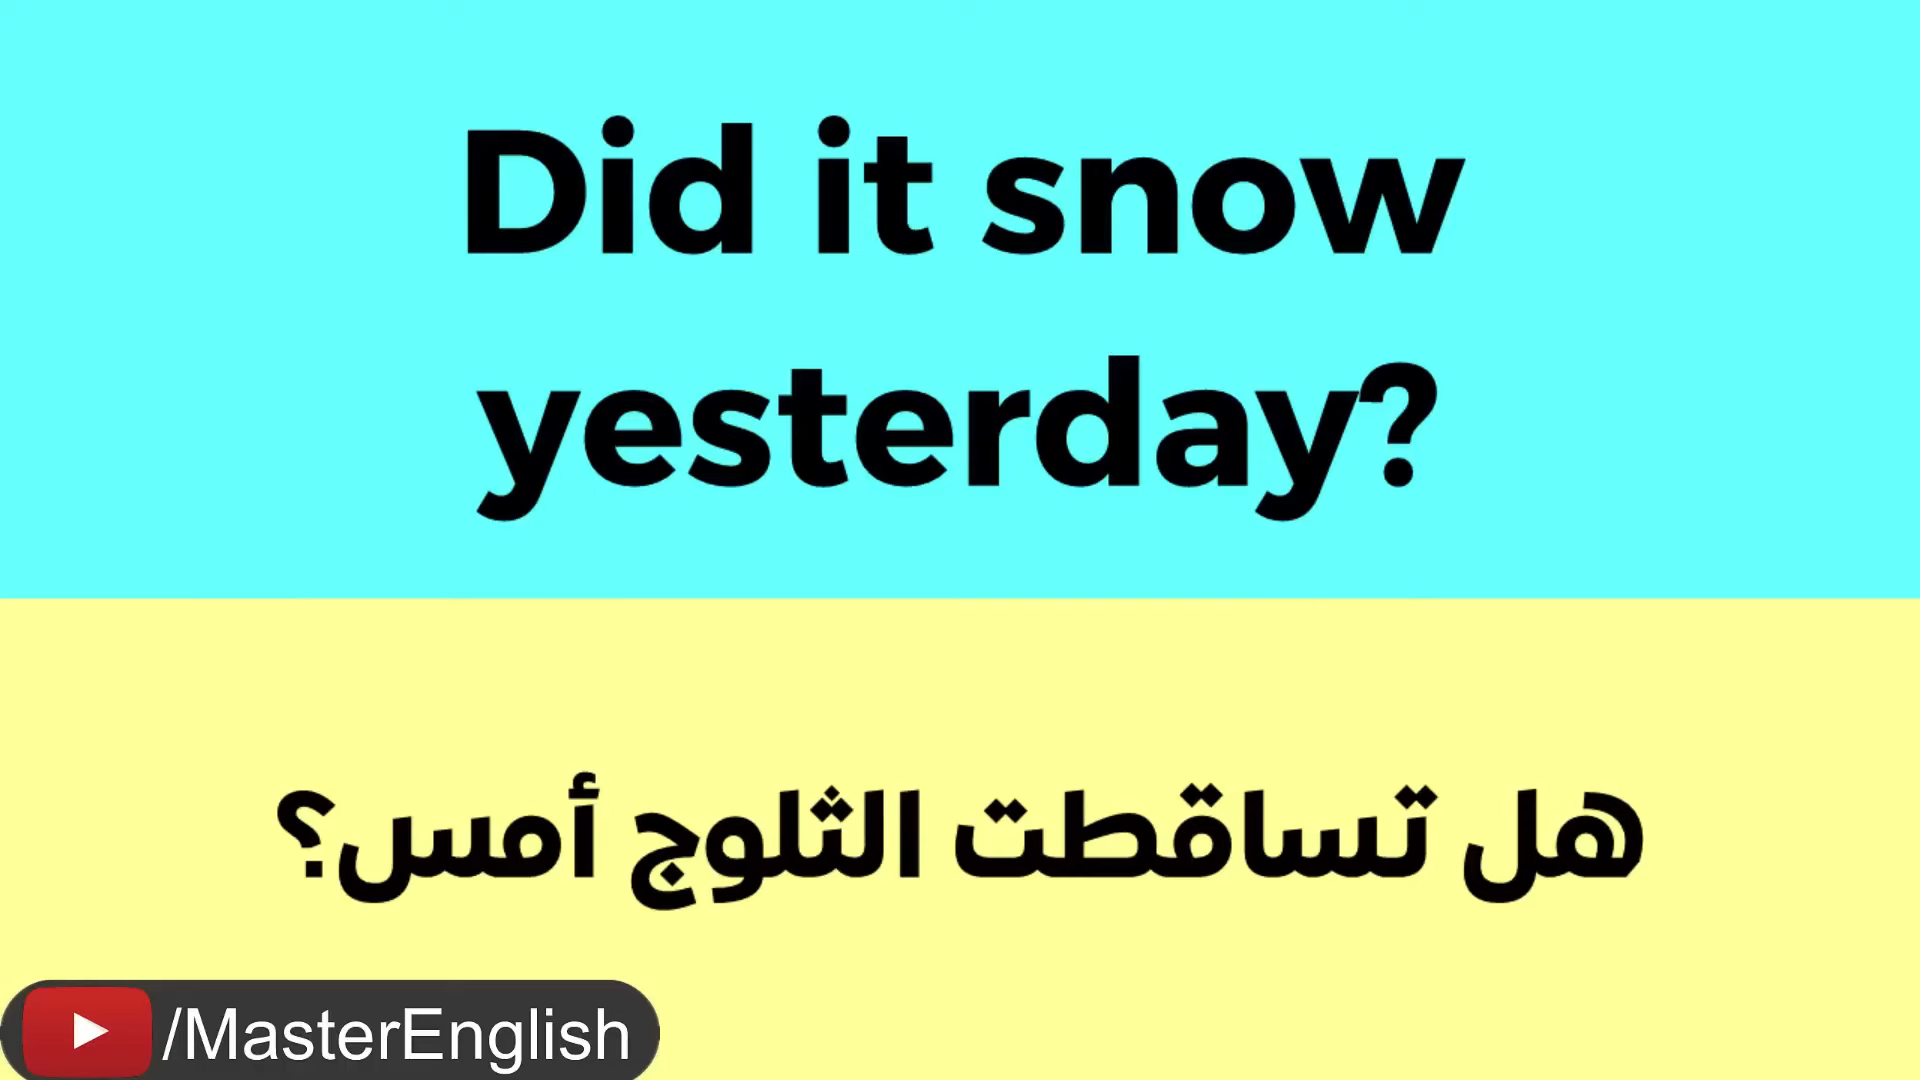 Did it snow
yesterday?
هل تساقطت الثلوج أمس؟
/MasterEnglish